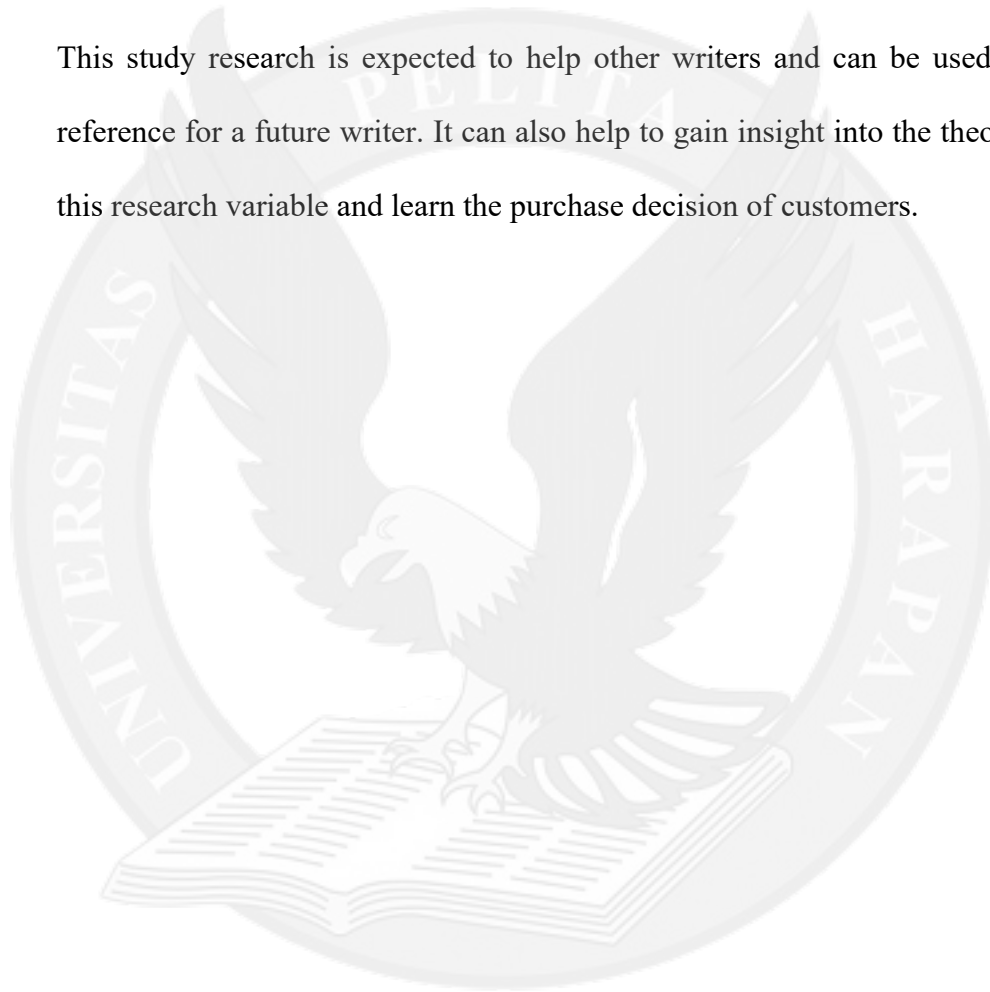 This study research is expected to help other writers and can be used
reference for a future writer. It can also help to gain insight into the
this research variable and learn the purchase decision of customers.
UNIVERSITAS PELITA HARAPAN